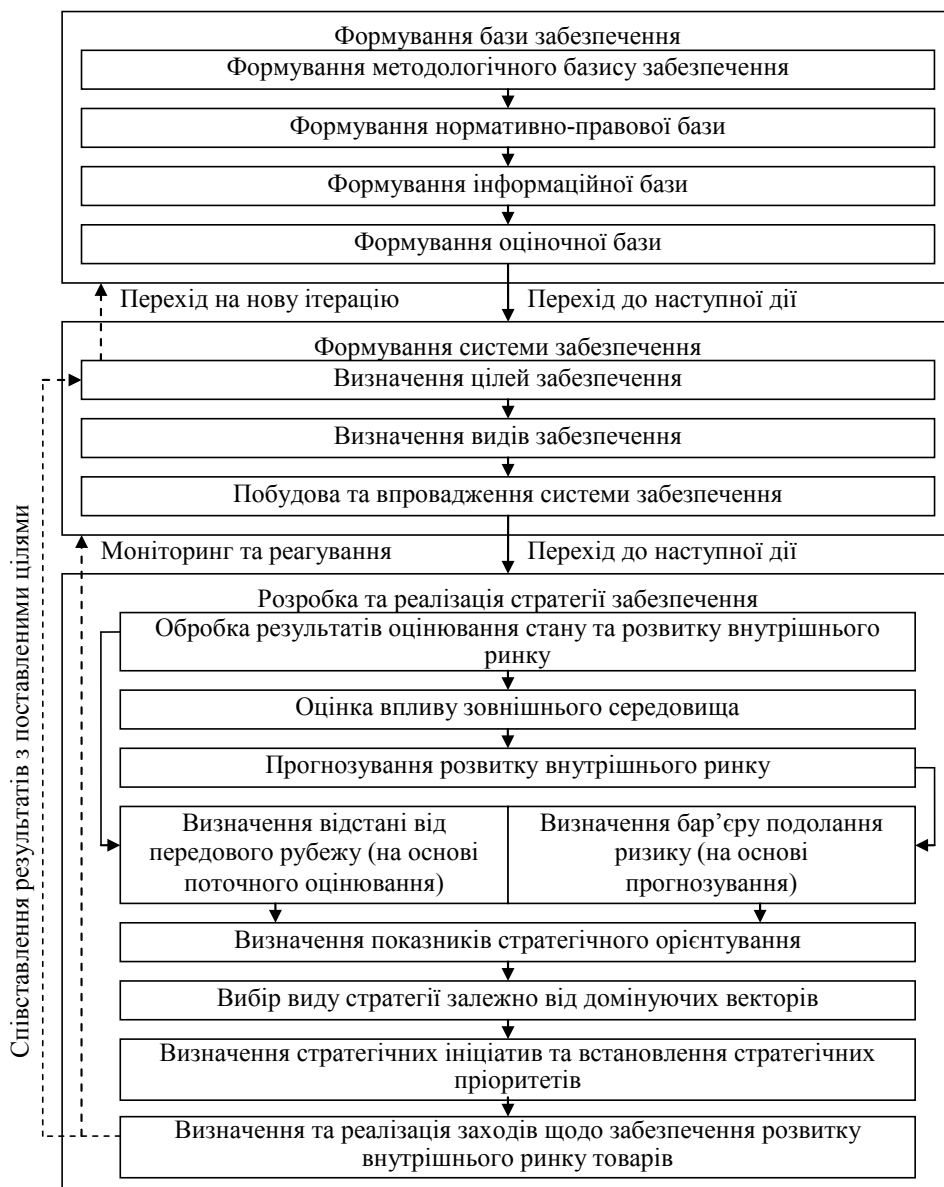 Формування бази забезпечення
Формування методологічного базису забезпечення
Формування нормативно-правової бази
Формування інформаційної бази
Формування оціночної бази
Перехід на нову ітерацію
Перехід до наступної дії
Формування системи забезпечення
Визначення цілей забезпечення
Визначення видів забезпечення
Побудова та впровадження системи забезпечення
Моніторинг та реагування
Перехід до наступної дії
Співставлення результатів з поставленими цілями
Розробка та реалізація стратегії забезпечення
Обробка результатів оцінювання стану та розвитку внутрішнього
ринку
Оцінка впливу зовнішнього середовища
Прогнозування розвитку внутрішнього ринку
Визначення відстані від
передового рубежу (на основі
поточного оцінювання)
Визначення бар’єру подолання
ризику (на основі
прогнозування)
Визначення показників стратегічного орієнтування
Вибір виду стратегії залежно від домінуючих векторів
Визначення стратегічних ініціатив та встановлення стратегічних
пріоритетів
Визначення та реалізація заходів щодо забезпечення розвитку
внутрішнього ринку товарів